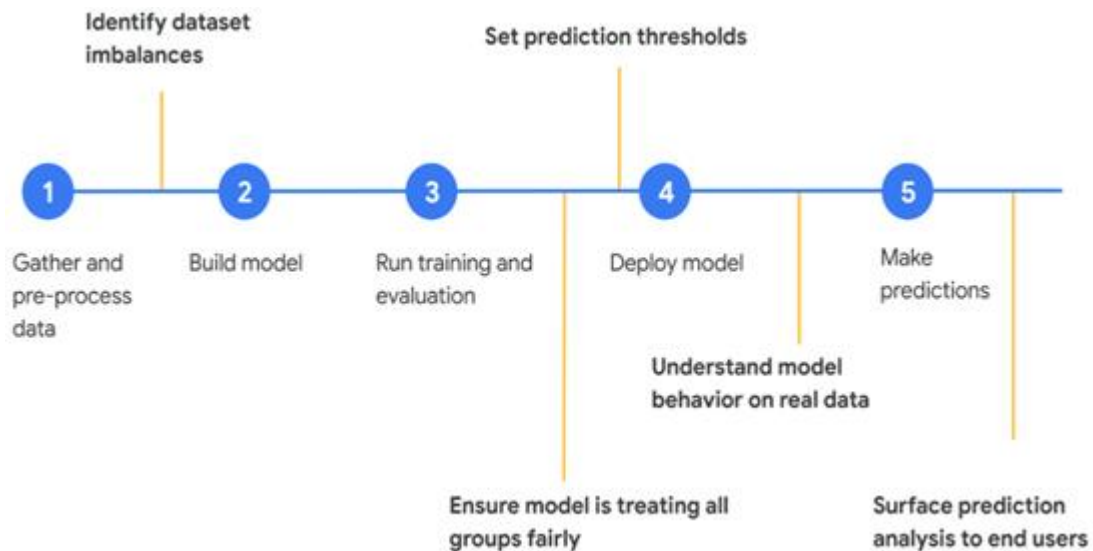 Identify dataset
imbalances
Set prediction thresholds
1
2
3
4
5
Gather and
pre-process
data
Build model
Run training and
evaluation
Deploy model
Make
predictions
Understand model
behavior on real data
Ensure model is treating all
groups fairly
Surface prediction
analysis to end users